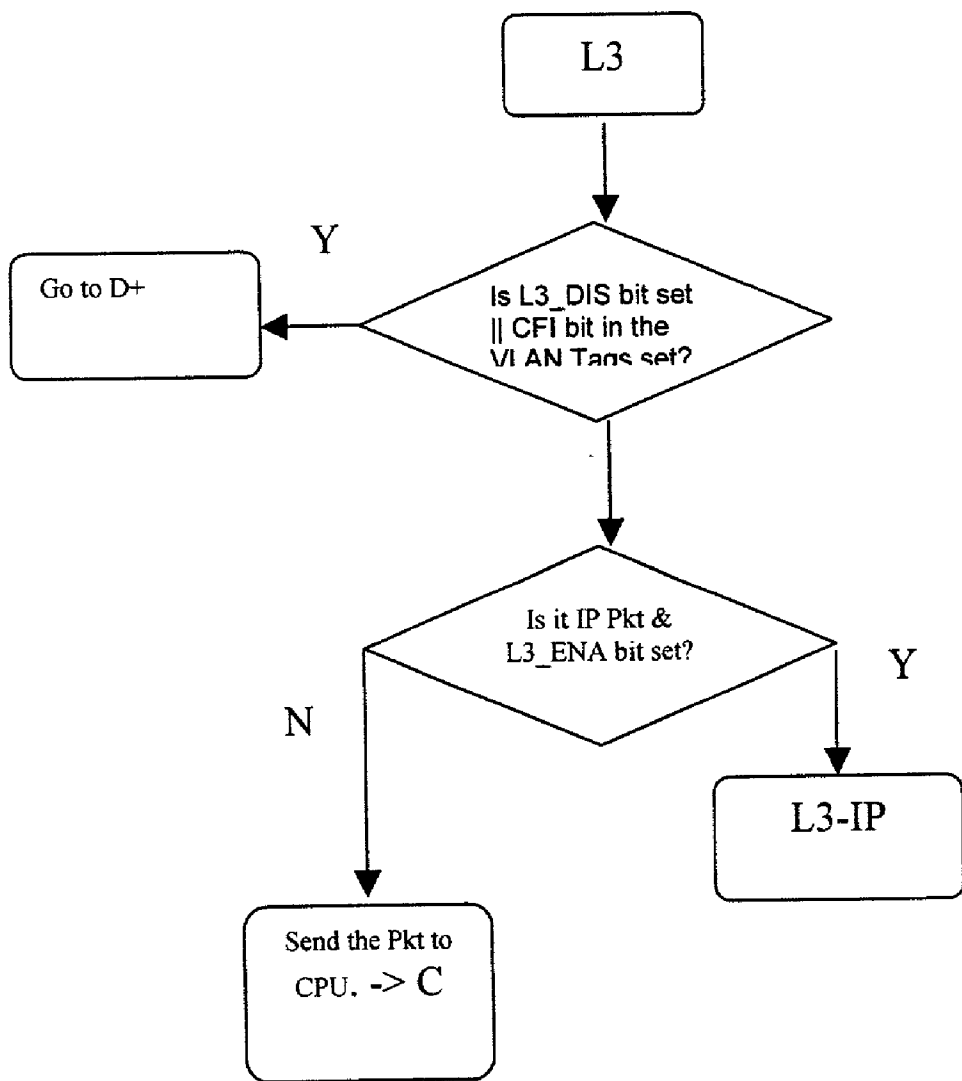 L3
Y
Go to D+
Is L3_DIS bit set
|| CFI bit in the
VLAN Tags set?
Is it IP Pkt &
L3_ENA bit set?
Y
N
L3-IP
Send the Pkt to
CPU. -> C